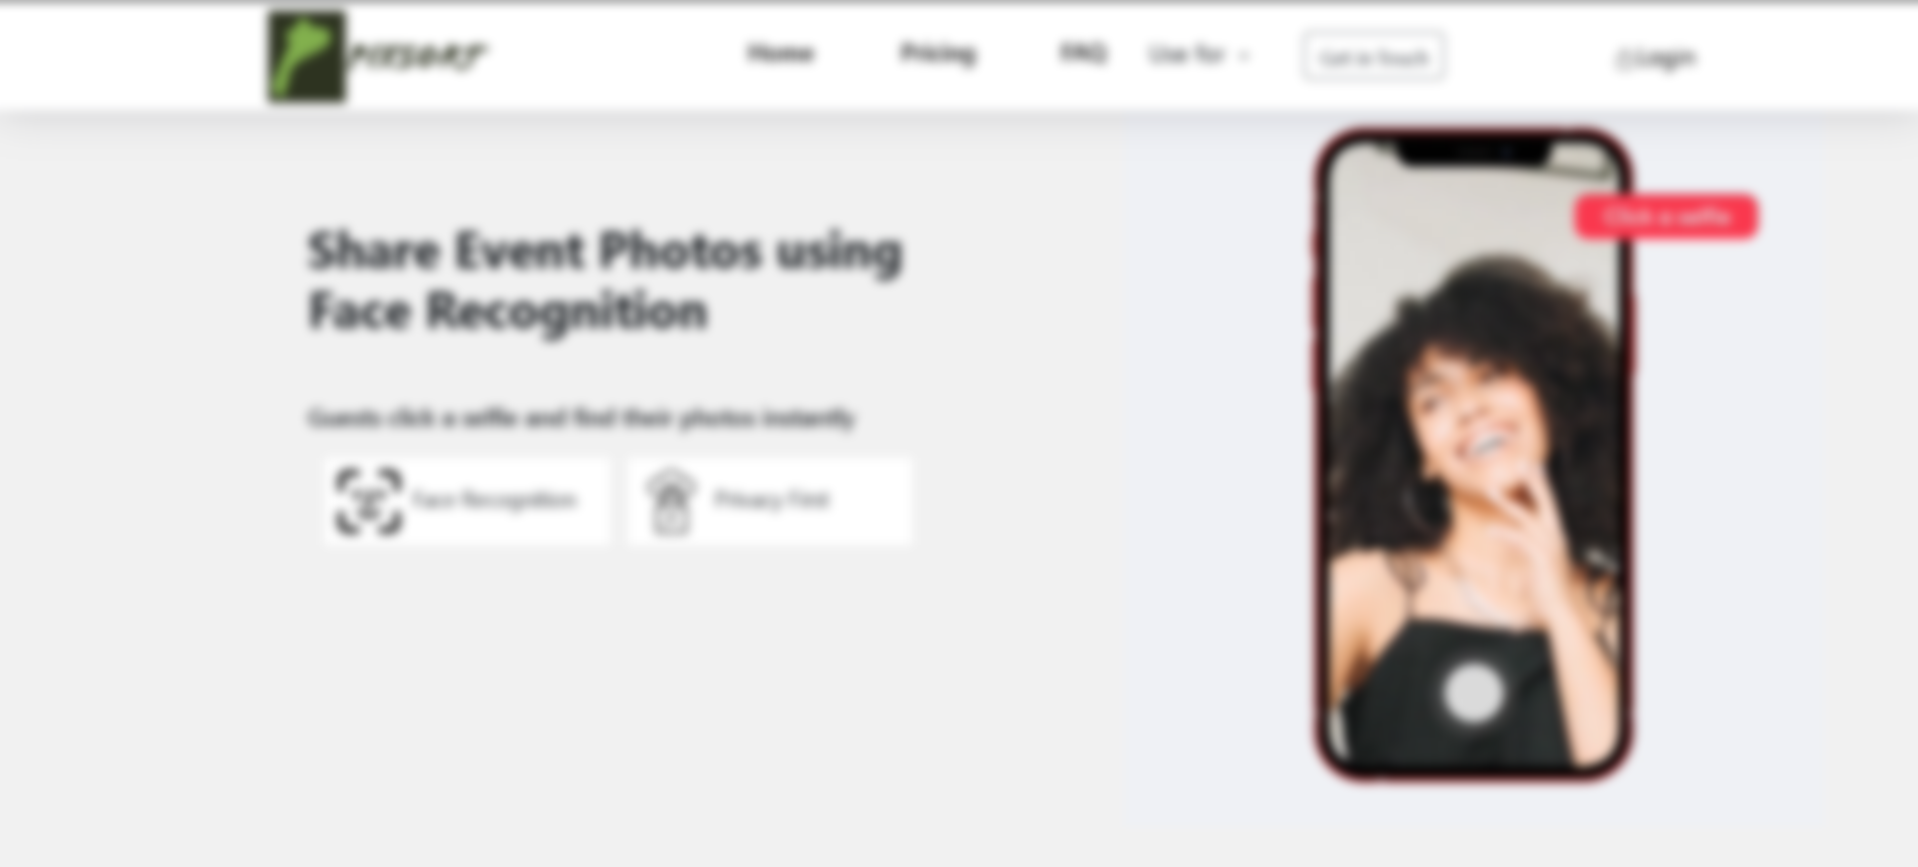 PIXSORT
Home
Pricing
FAQ
Use for
Get in Touch
Login
Click a selfie
Share Event Photos using
Face Recognition
Guests click a selfie and find their photos instantly
Face Recognition
Privacy First